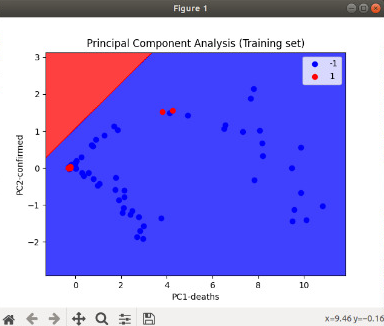 Figure 1
Principal Component Analysis (Training set)
-1
1
3
2
1
0
−1
−2
PC2-confirmed
0
2
4
6
8
10
PC1-deaths
x=9.46 y=-0.16